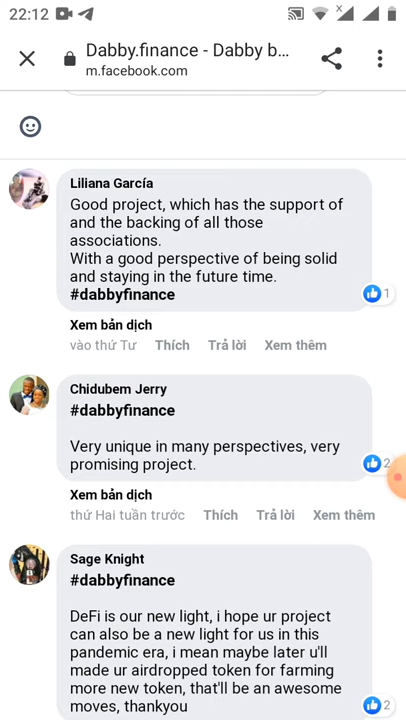 22:12
Dabby.finance - Dabby b...
m.facebook.com
Liliana García
Good project, which has the support of
and the backing of all those
associations.
With a good perspective of being solid
and staying in the future time.
#dabbyfinance
1
Xem bản dịch
vào thứ Tư Thích Trả lời Xem thêm
Chidubem Jerry
#dabbyfinance
Very unique in many perspectives, very
promising project.
2
Xem bản dịch
thứ Hai tuần trước Thích Trả lời Xem thêm
Sage Knight
#dabbyfinance
DeFi is our new light, i hope ur project
can also be a new light for us in this
pandemic era, i mean maybe later u'll
made ur airdropped token for farming
more new token, that'll be an awesome
moves, thankyou
2